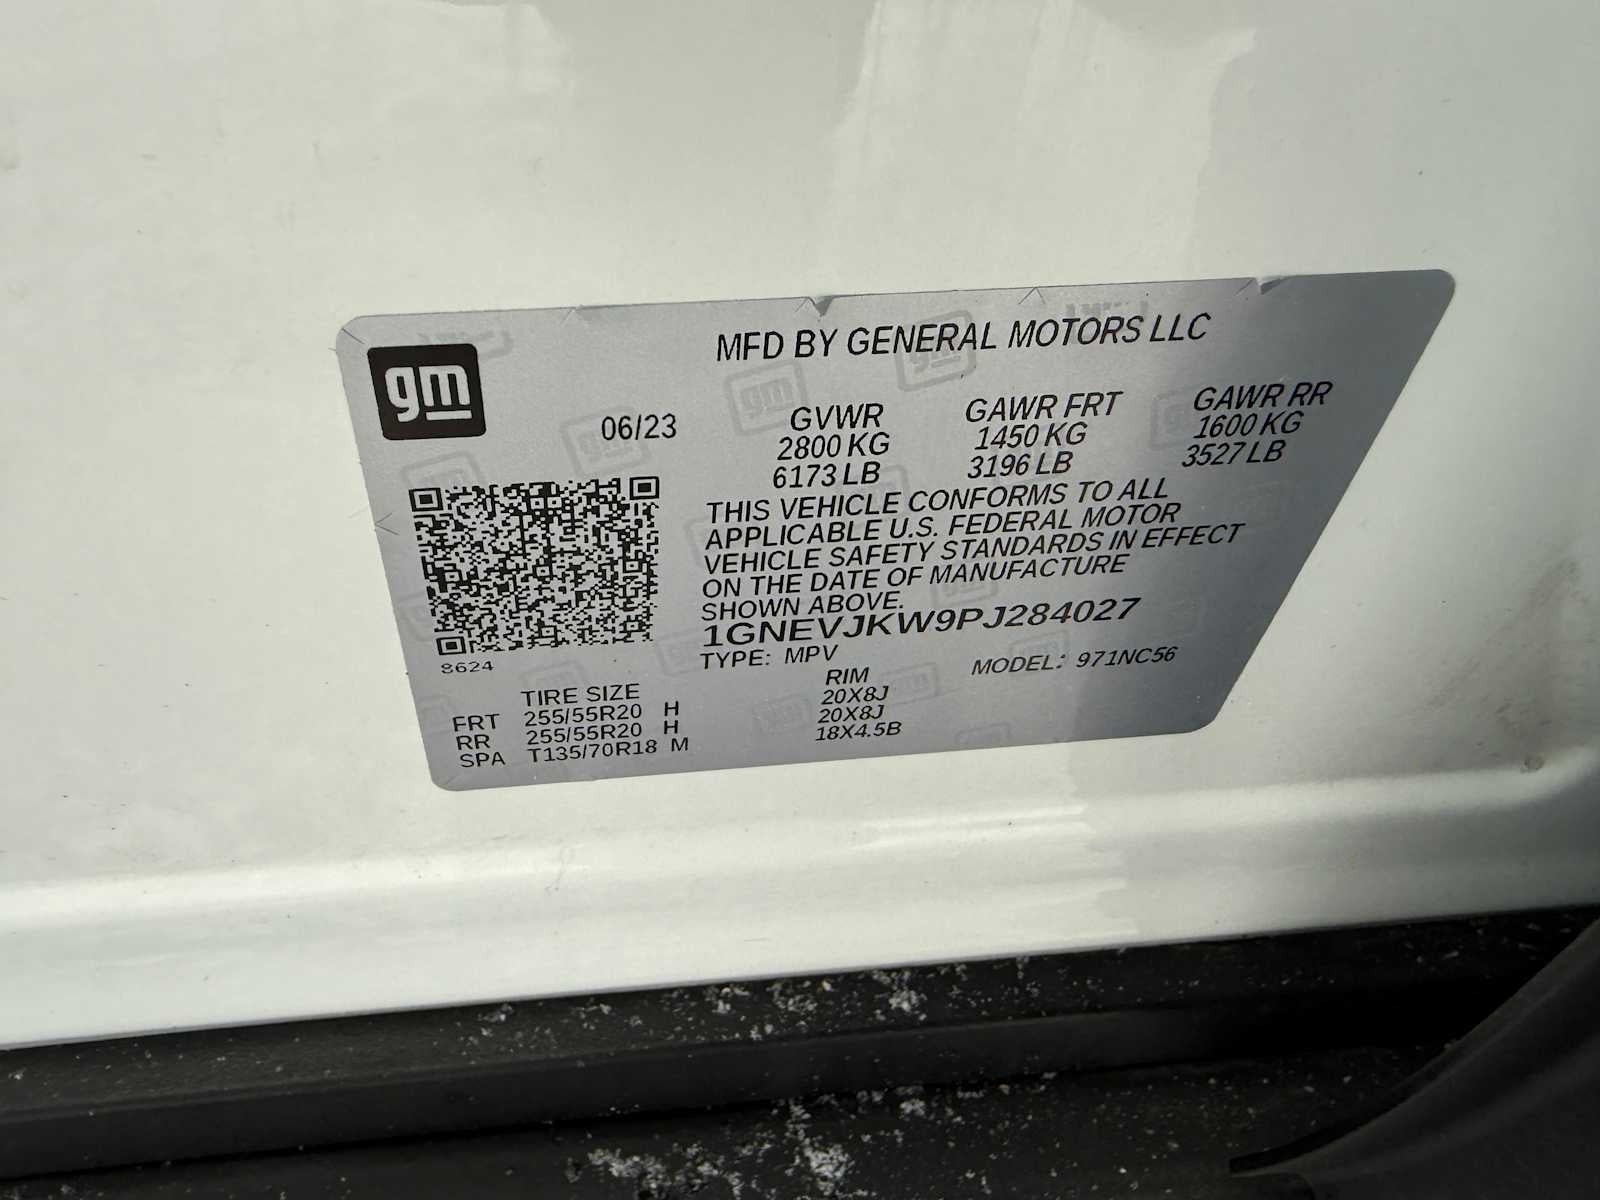 MFD BY GENERAL MOTORS LLC
gm
06/23
GVWR GAWR FRT GAWR RR
2800 KG 1450 KG 1600 KG
6173 LB 3196 LB 3527 LB
THIS VEHICLE CONFORMS TO ALL
APPLICABLE U.S. FEDERAL MOTOR
VEHICLE SAFETY STANDARDS IN EFFECT
ON THE DATE OF MANUFACTURE
SHOWN ABOVE.
1GNEVJKW9PJ284027
8624
TYPE: MPV MODEL: 971NC56
TIRE SIZE RIM
FRT 255/55R20 H 20X8J
RR 255/55R20 H 20X8J
SPA T135/70R18 M 18X4.5B